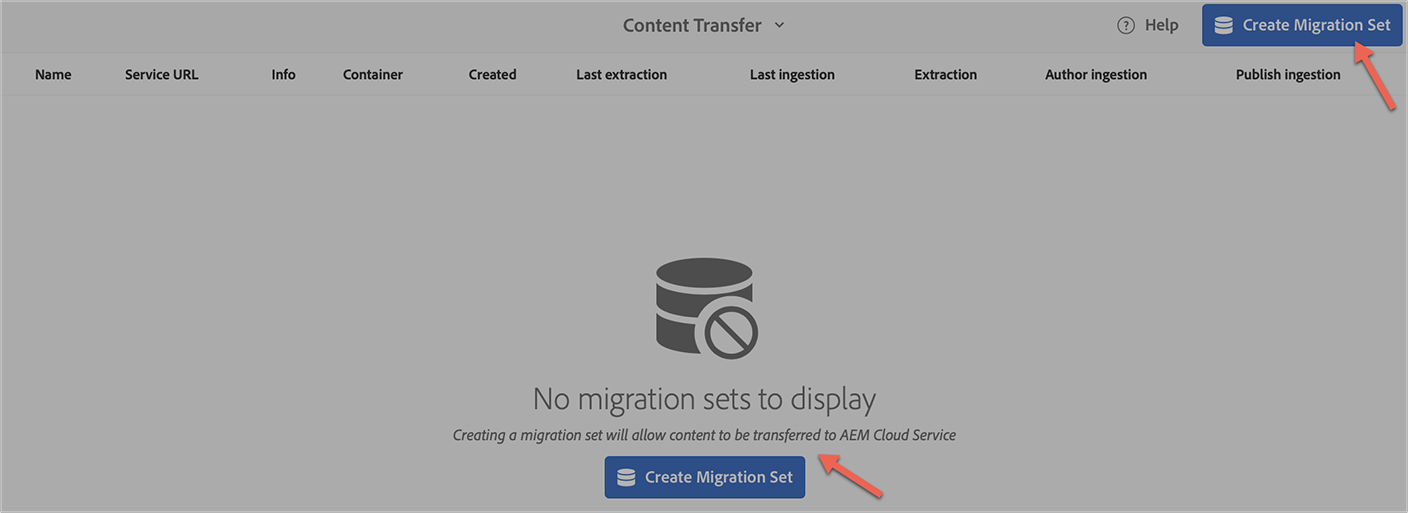 Content Transfer
? Help
Create Migration Set
Name Service URL Info Container Created Last extraction Last ingestion Extraction Author ingestion Publish ingestion
No migration sets to display
Creating a migration set will allow content to be transferred to AEM Cloud Service
Create Migration Set